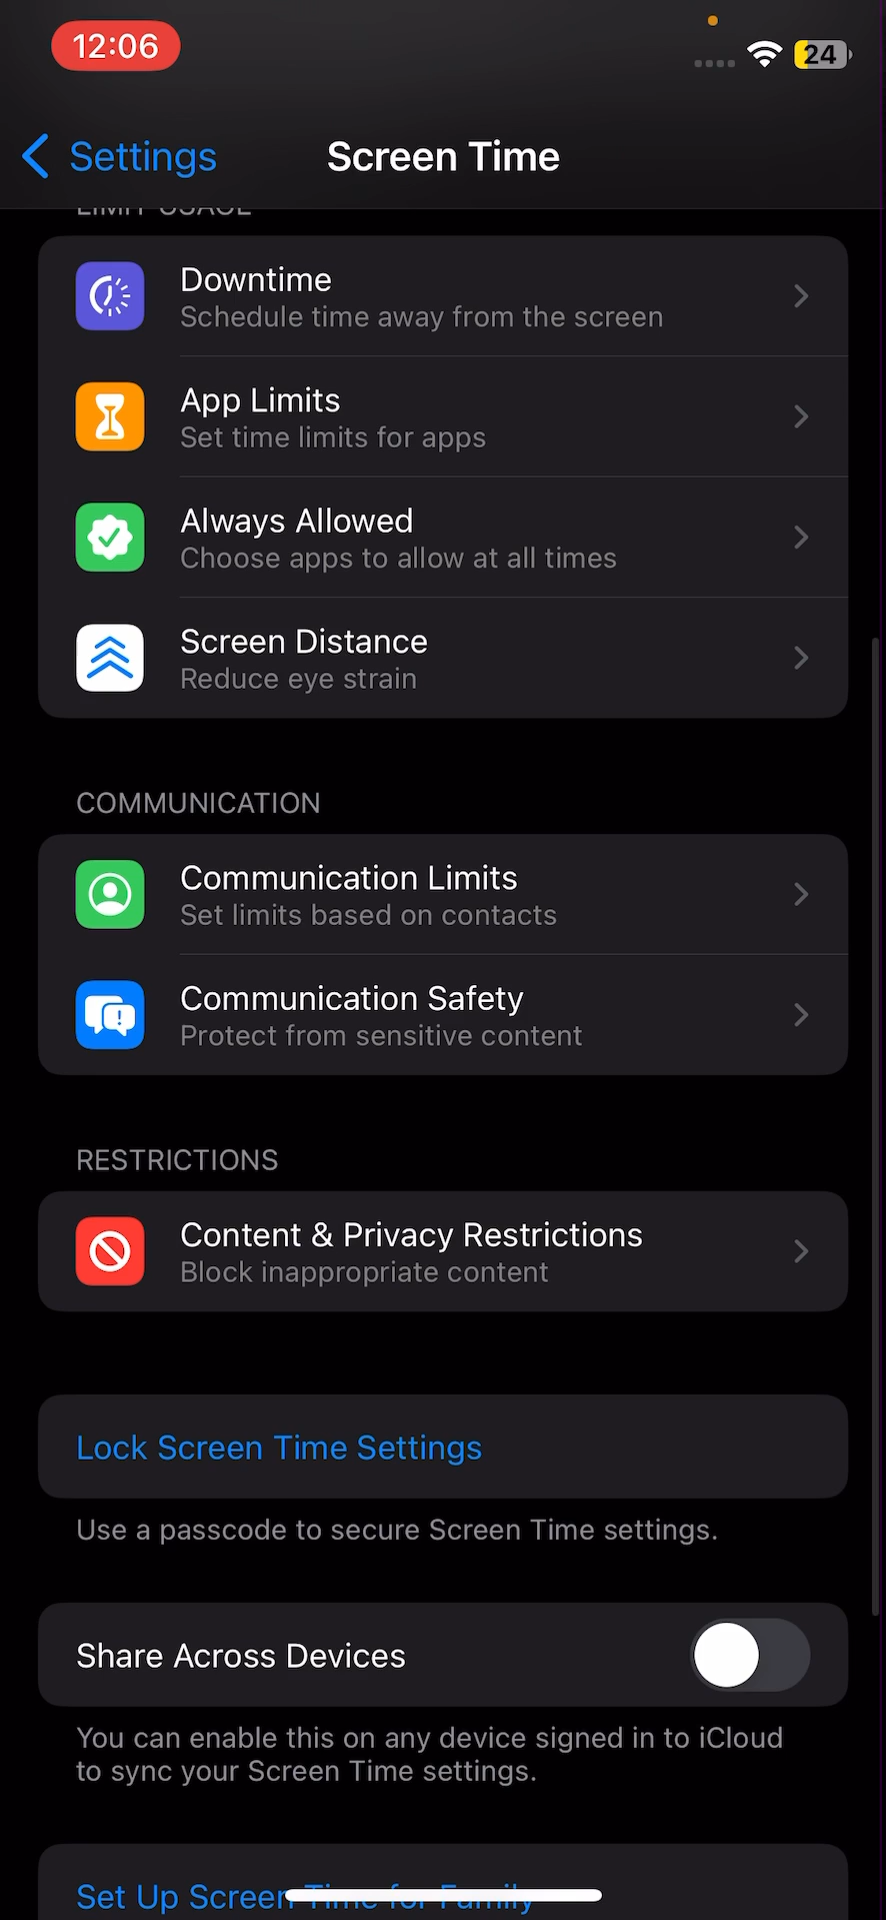 12:06
24
Settings
Screen Time
LIMIT USAGE
Downtime
Schedule time away from the screen
App Limits
Set time limits for apps
Always Allowed
Choose apps to allow at all times
Screen Distance
Reduce eye strain
COMMUNICATION
Communication Limits
Set limits based on contacts
Communication Safety
Protect from sensitive content
RESTRICTIONS
Content & Privacy Restrictions
Block inappropriate content
Lock Screen Time Settings
Use a passcode to secure Screen Time settings.
Share Across Devices
You can enable this on any device signed in to iCloud
to sync your Screen Time settings.
Set Up Screen Time for Family